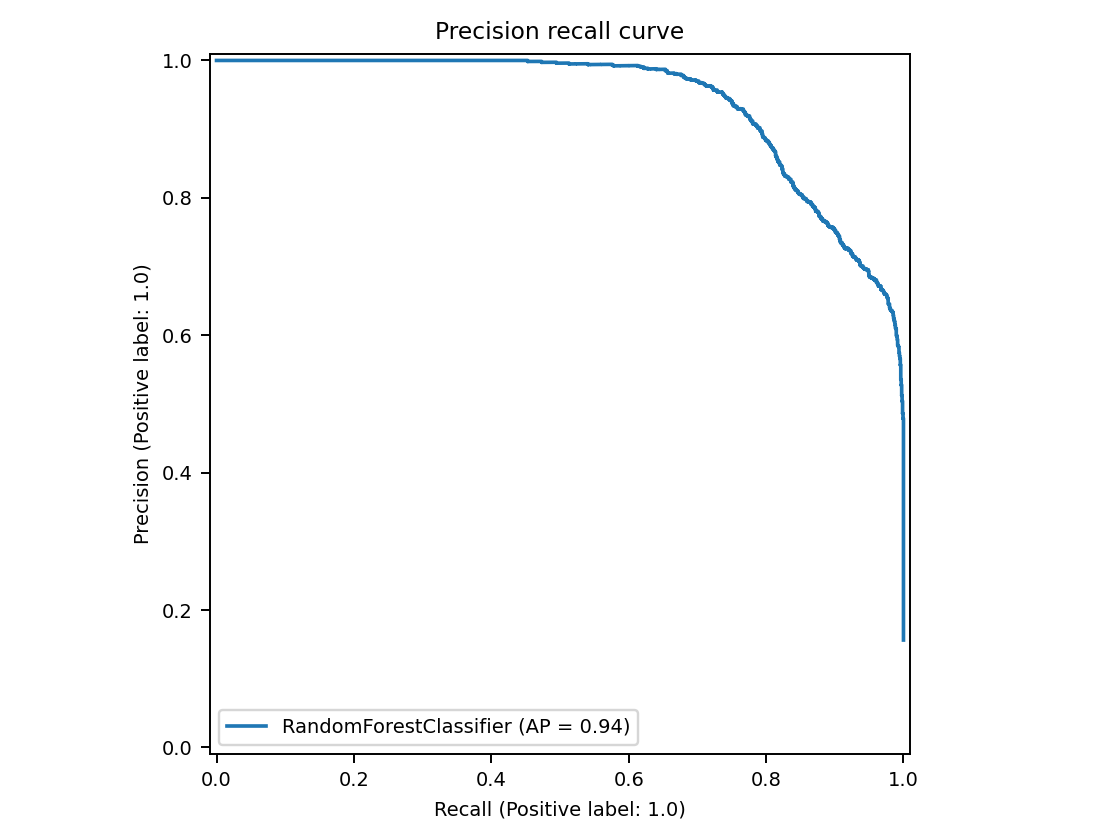 Precision recall curve
1.0
0.8
0.6
0.4
0.2
0.0
Precision (Positive label: 1.0)
RandomForestClassifier (AP = 0.94)
0.0 0.2 0.4 0.6 0.8 1.0
Recall (Positive label: 1.0)